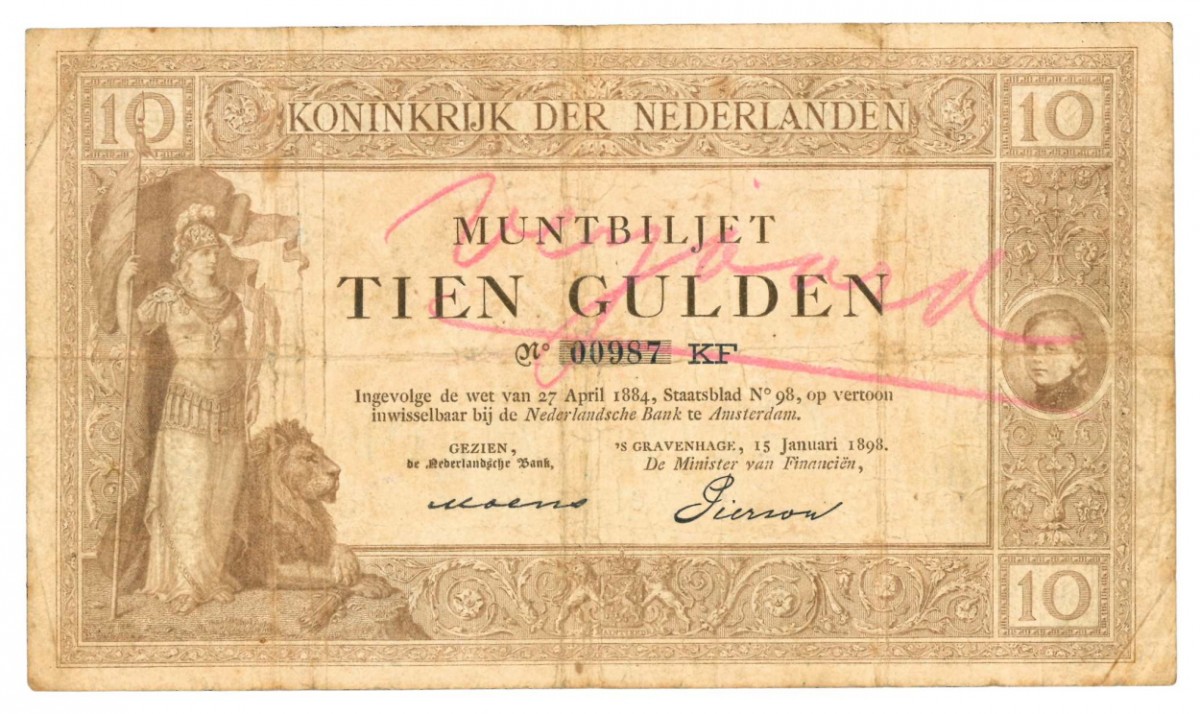 10 KONINKRIJK DER NEDERLANDEN 10
MUNTBILJET
TIEN GULDEN
Nº 00987 KF
Ingevolge de wet van 27 April 1884, Staatsblad Nº 98, op vertoon
inwisselbaar bij de Nederlandsche Bank te Amsterdam.
GEZIEN,
de Nederlandsche Bank,
'S GRAVENHAGE, 15 Januari 1898.
De Minister van Financiën,
Moens
Pierson
10
verjaard